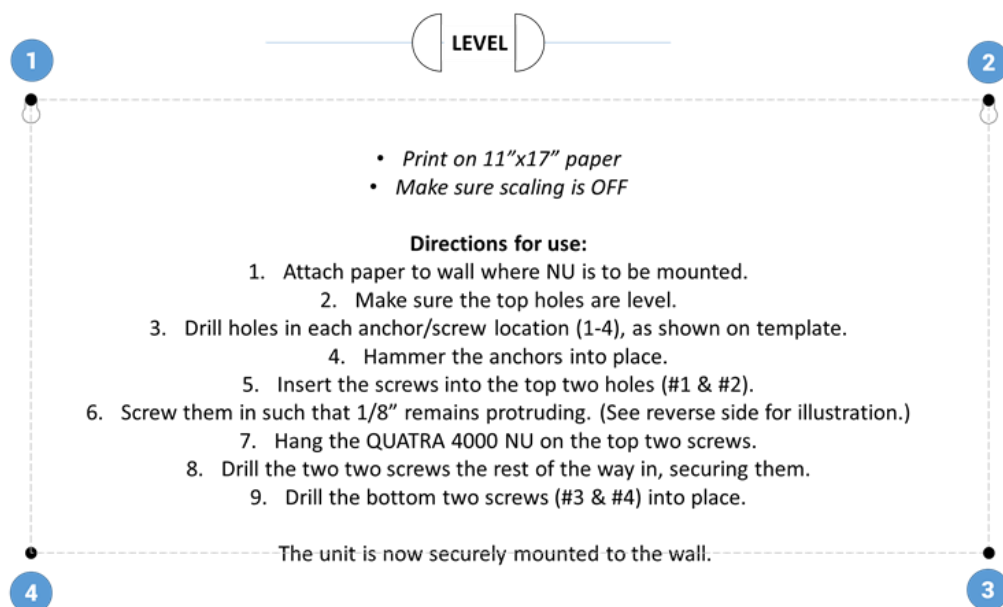 LEVEL
1
2
• Print on 11”x17” paper
• Make sure scaling is OFF
Directions for use:
1. Attach paper to wall where NU is to be mounted.
2. Make sure the top holes are level.
3. Drill holes in each anchor/screw location (1-4), as shown on template.
4. Hammer the anchors into place.
5. Insert the screws into the top two holes (#1 & #2).
6. Screw them in such that 1/8” remains protruding. (See reverse side for illustration.)
7. Hang the QUATRA 4000 NU on the top two screws.
8. Drill the two two screws the rest of the way in, securing them.
9. Drill the bottom two screws (#3 & #4) into place.
The unit is now securely mounted to the wall.
4
3